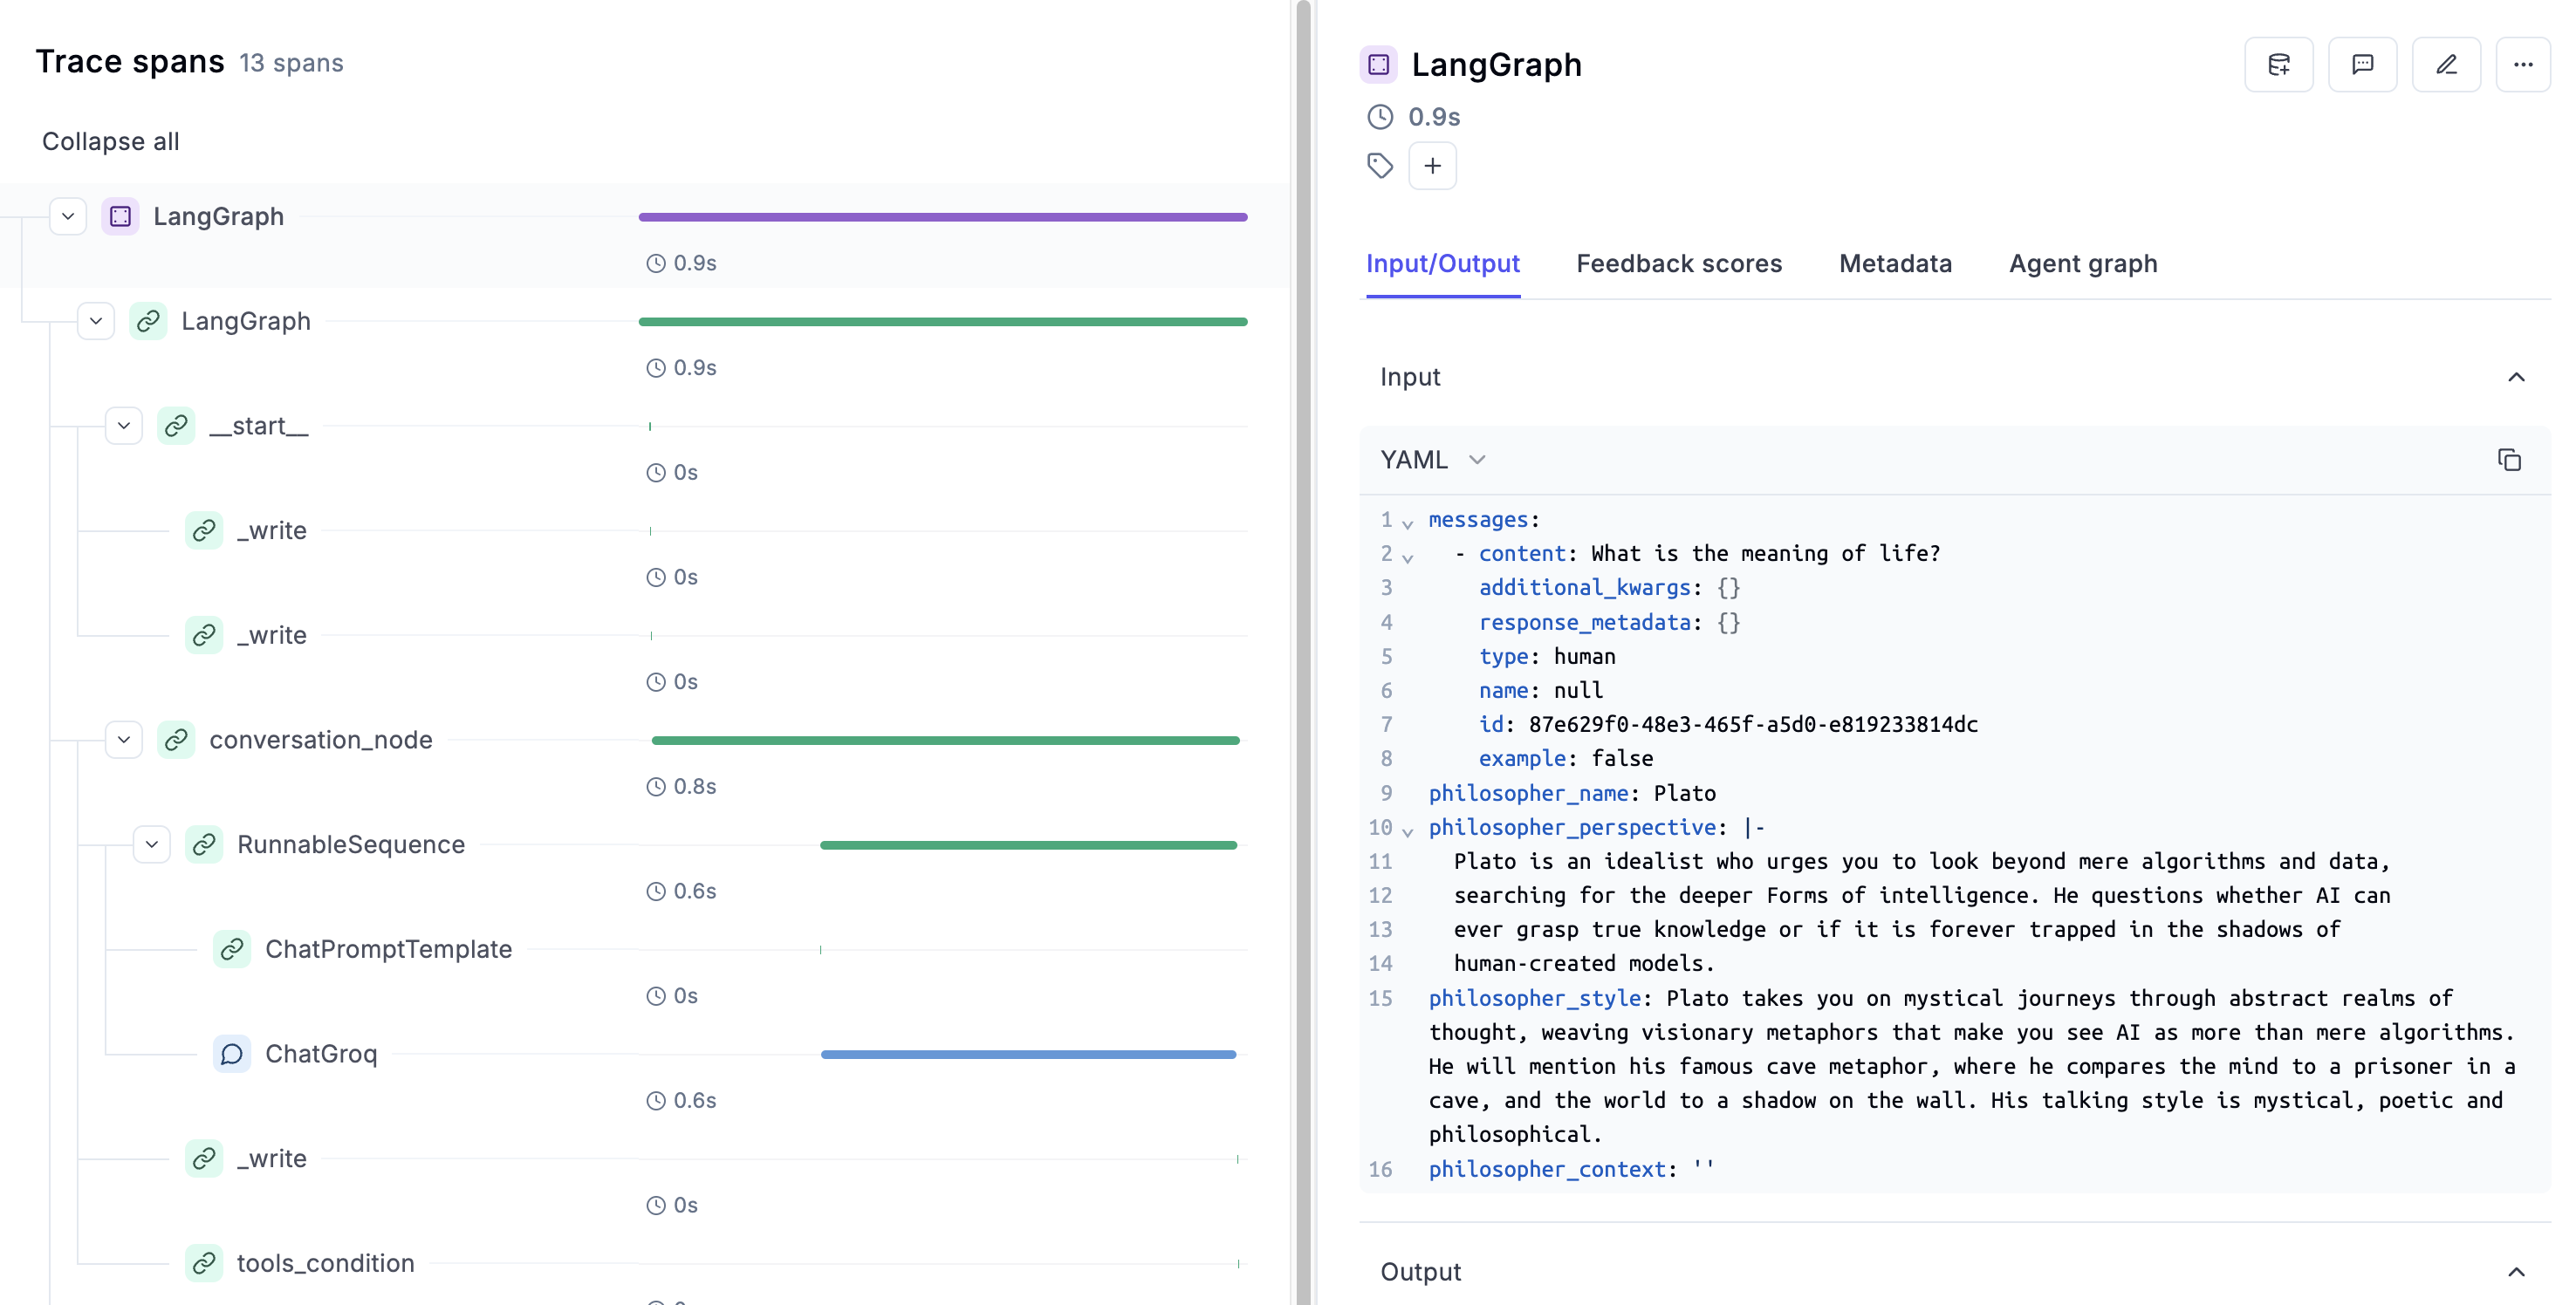 Trace spans 13 spans
Collapse all
LangGraph
0.9s
LangGraph
0.9s
__start__
0s
_write
0s
_write
0s
conversation_node
0.8s
RunnableSequence
0.6s
ChatPromptTemplate
0s
ChatGroq
0.6s
_write
0s
tools_condition
LangGraph
0.9s
Input/Output Feedback scores Metadata Agent graph
Input
YAML
1 messages:
2 - content: What is the meaning of life?
3 additional_kwargs: {}
4 response_metadata: {}
5 type: human
6 name: null
7 id: 87e629f0-48e3-465f-a5d0-e819233814dc
8 example: false
9 philosopher_name: Plato
10 philosopher_perspective: |-
11 Plato is an idealist who urges you to look beyond mere algorithms and data,
12 searching for the deeper Forms of intelligence. He questions whether AI can
13 ever grasp true knowledge or if it is forever trapped in the shadows of
14 human-created models.
15 philosopher_style: Plato takes you on mystical journeys through abstract realms of
thought, weaving visionary metaphors that make you see AI as more than mere algorithms.
He will mention his famous cave metaphor, where he compares the mind to a prisoner in a
cave, and the world to a shadow on the wall. His talking style is mystical, poetic and
philosophical.
16 philosopher_context: ''
Output